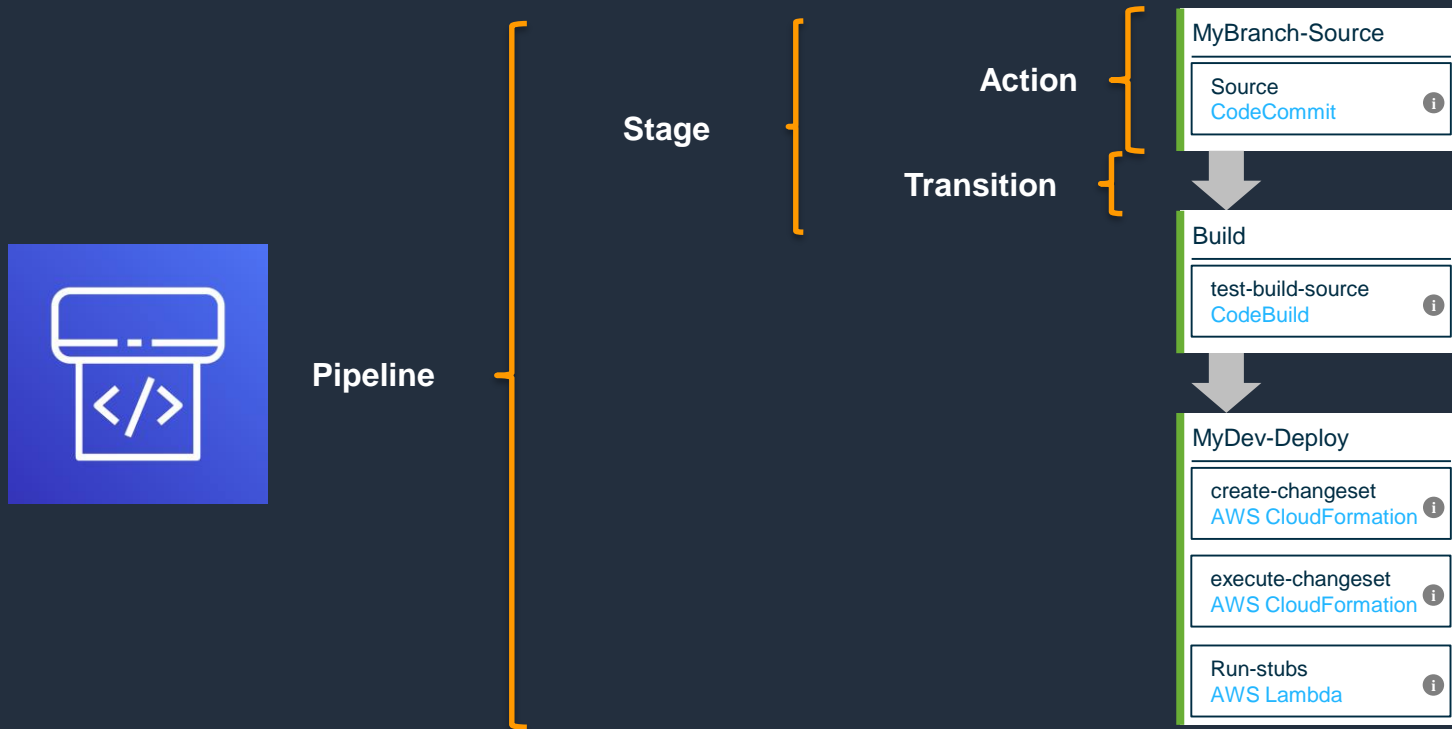 Pipeline
Stage
Action
Transition
MyBranch-Source
Source
CodeCommit
Build
test-build-source
CodeBuild
MyDev-Deploy
create-changeset
AWS CloudFormation
execute-changeset
AWS CloudFormation
Run-stubs
AWS Lambda